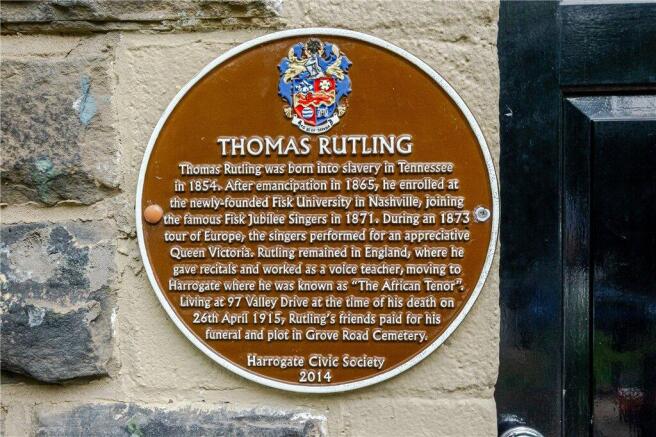 THOMAS RUTLING
Thomas Rutling was born into slavery in Tennessee
in 1854. After emancipation in 1865, he enrolled at
the newly-founded Fisk University in Nashville, joining
the famous Fisk Jubilee Singers in 1871. During an 1873
tour of Europe, the singers performed for an appreciative
Queen Victoria. Rutling remained in England, where he
gave recitals and worked as a voice teacher, moving to
Harrogate where he was known as "The African Tenor".
Living at 97 Valley Drive at the time of his death on
26th April 1915, Rutling's friends paid for his
funeral and plot in Grove Road Cemetery.
Harrogate Civic Society
2014